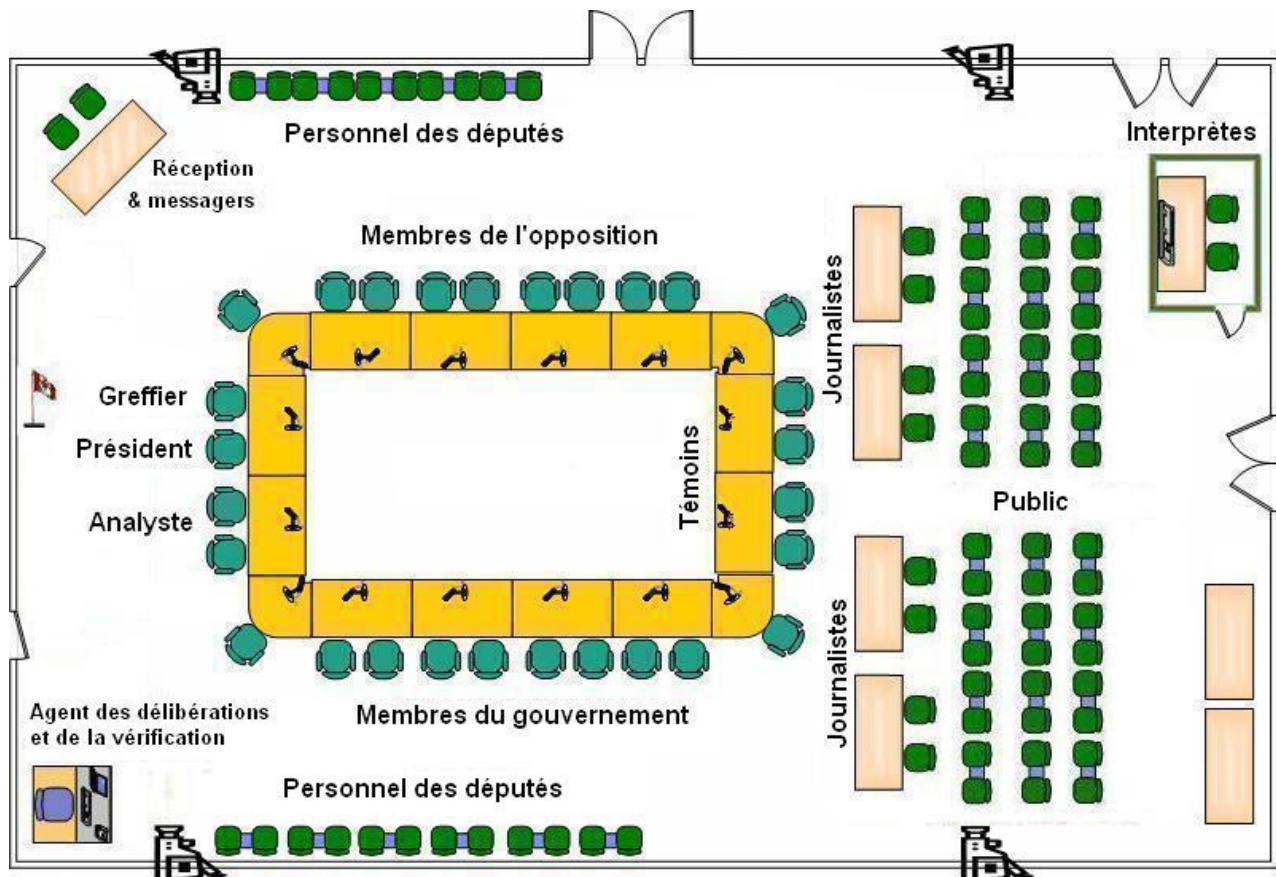 Personnel des députés
Interprètes
Réception
& messagers
Membres de l'opposition
Journalistes
Greffier
Président
Témoins
Analyste
Public
Journalistes
Agent des délibérations
et de la vérification
Membres du gouvernement
Personnel des députés